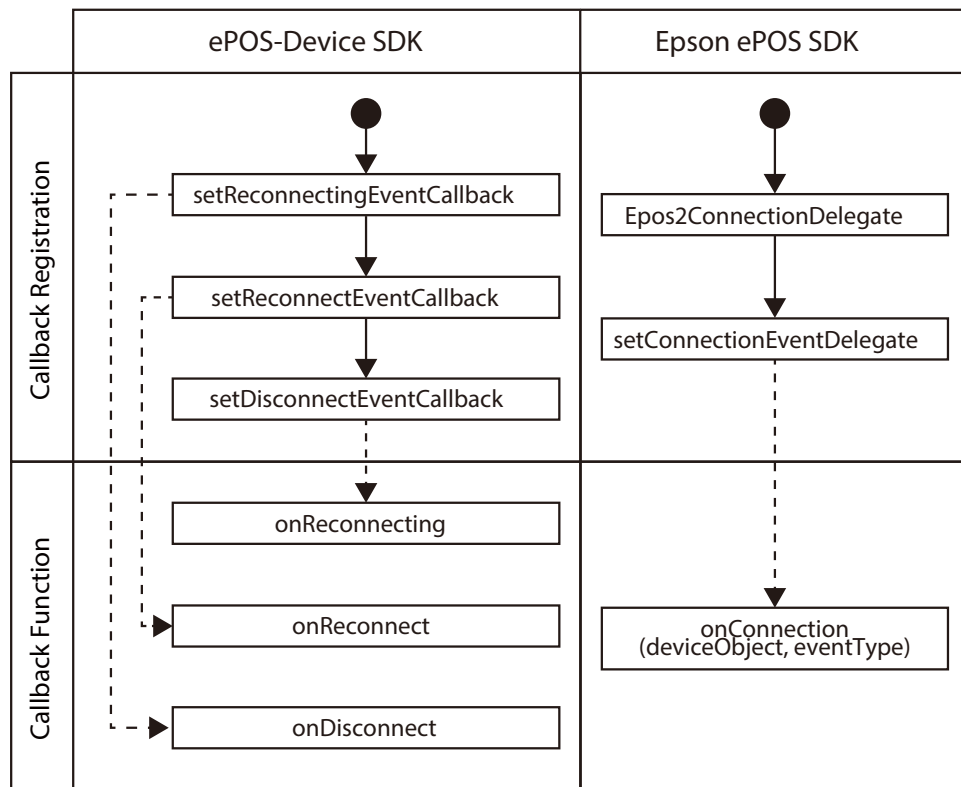 ePOS-Device SDK
Epson ePOS SDK
Callback Registration
setReconnectingEventCallback
setReconnectEventCallback
setDisconnectEventCallback
Epos2ConnectionDelegate
setConnectionEventDelegate
Callback Function
onReconnecting
onReconnect
onDisconnect
onConnection
(deviceObject, eventType)